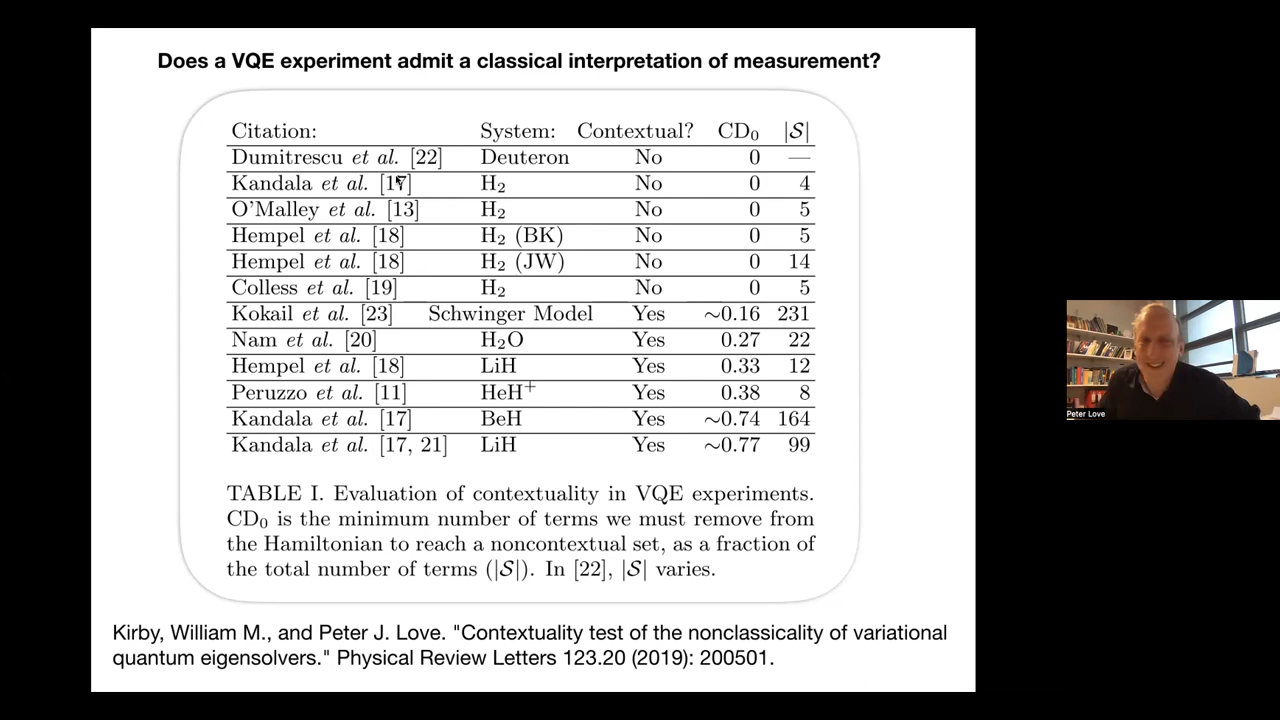 Does a VQE experiment admit a classical interpretation of measurement?
Citation: System: Contextual? CD₀ |S|
Dumitrescu et al. [22] Deuteron No 0 —
Kandala et al. [17] H₂ No 0 4
O'Malley et al. [13] H₂ No 0 5
Hempel et al. [18] H₂ (BK) No 0 5
Hempel et al. [18] H₂ (JW) No 0 14
Colless et al. [19] H₂ No 0 5
Kokail et al. [23] Schwinger Model Yes ~0.16 231
Nam et al. [20] H₂O Yes 0.27 22
Hempel et al. [18] LiH Yes 0.33 12
Peruzzo et al. [11] HeH⁺ Yes 0.38 8
Kandala et al. [17] BeH Yes ~0.74 164
Kandala et al. [17, 21] LiH Yes ~0.77 99
TABLE I. Evaluation of contextuality in VQE experiments.
CD₀ is the minimum number of terms we must remove from
the Hamiltonian to reach a noncontextual set, as a fraction of
the total number of terms (|S|). In [22], |S| varies.
Kirby, William M., and Peter J. Love. "Contextuality test of the nonclassicality of variational
quantum eigensolvers." Physical Review Letters 123.20 (2019): 200501.
Peter Love